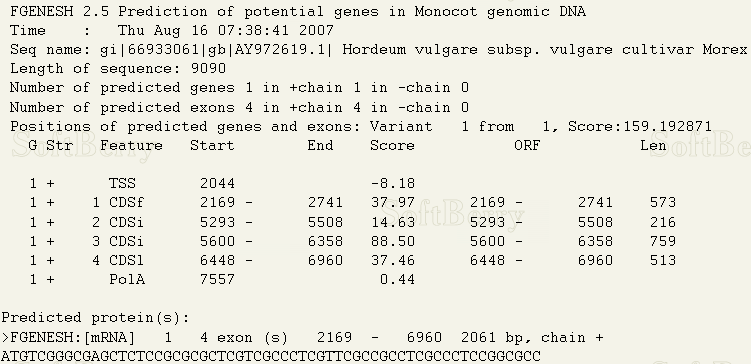 FGENESH 2.5 Prediction of potential genes in Monocot genomic DNA
Time    :   Thu Aug 16 07:38:41 2007
Seq name: gi|66933061|gb|AY972619.1| Hordeum vulgare subsp. vulgare cultivar Morex
Length of sequence: 9090
Number of predicted genes 1 in +chain 1 in -chain 0
Number of predicted exons 4 in +chain 4 in -chain 0
Positions of predicted genes and exons: Variant   1 from   1, Score:159.192871
G Str   Feature   Start        End    Score           ORF           Len
1 +      TSS       2044               -8.18
1 +    1 CDSf      2169 -      2741   37.97      2169 -      2741    573
1 +    2 CDSi      5293 -      5508   14.63      5293 -      5508    216
1 +    3 CDSi      5600 -      6358   88.50      5600 -      6358    759
1 +    4 CDSl      6448 -      6960   37.46      6448 -      6960    513
1 +      PolA      7557                0.44
Predicted protein(s):
>FGENESH:[mRNA]   1   4 exon (s)   2169  -   6960  2061 bp, chain +
ATGTCGGGCGAGCTCTCCGCGCGCTCGTCGCCCTCGTTCGCCGCCTCGCCCTCCGGCGCC
SoftBerry
SoftBerry
SoftBe